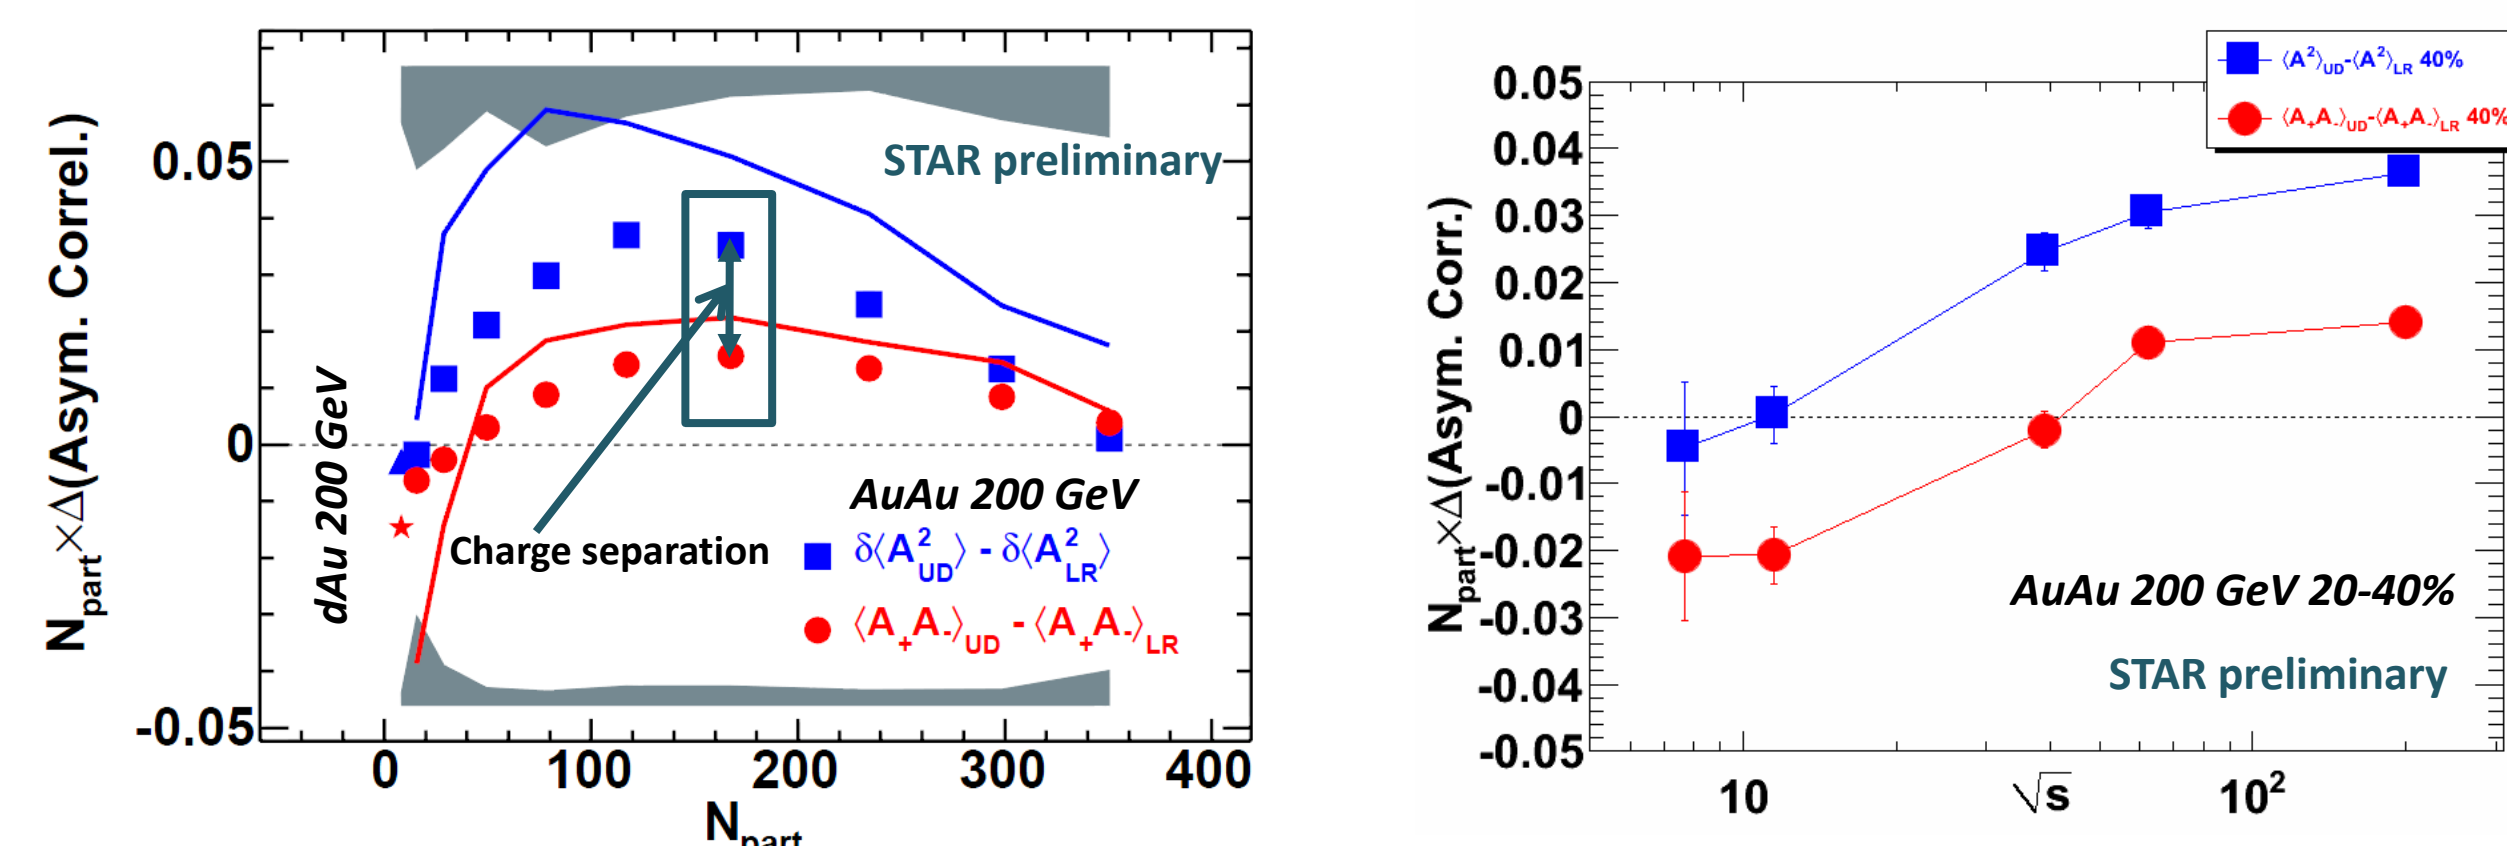 N_part×Δ(Asym. Correl.)
0.05
0
-0.05
0 100 200 300 400
N_part
STAR preliminary
dAu 200 GeV
AuAu 200 GeV
Charge separation
δ⟨A²_UD⟩ - δ⟨A²_LR⟩
⟨A₊A₋⟩_UD - ⟨A₊A₋⟩_LR
N_part×Δ(Asym. Corr.)
0.05
0.04
0.03
0.02
0.01
0
-0.01
-0.02
-0.03
-0.04
-0.05
10 √s 10²
⟨A²⟩_UD-⟨A²⟩_LR 40%
⟨A₊A₋⟩_UD-⟨A₊A₋⟩_LR 40%
AuAu 200 GeV 20-40%
STAR preliminary